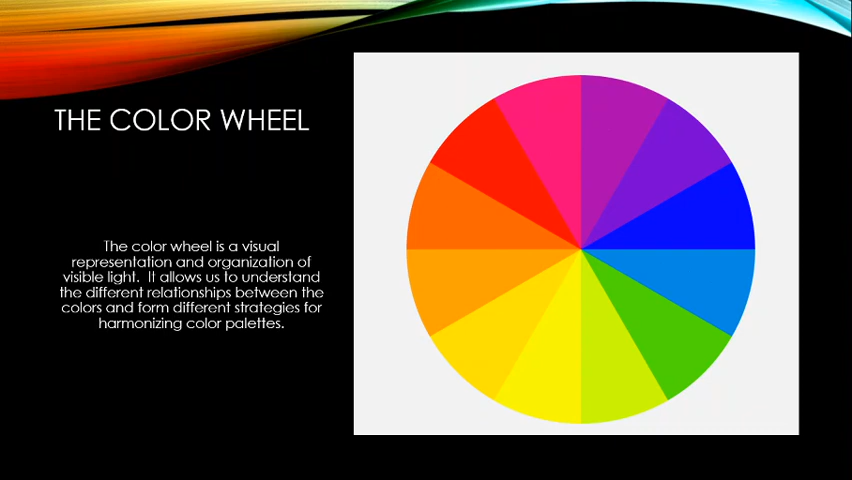 THE COLOR WHEEL
The color wheel is a visual
representation and organization of
visible light.  It allows us to understand
the different relationships between the
colors and form different strategies for
harmonizing color palettes.